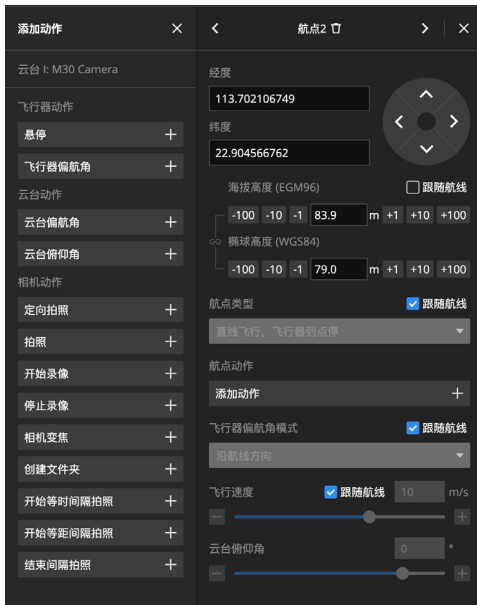 添加动作
云台 I: M30 Camera
飞行器动作
悬停
飞行器偏航角
云台动作
云台偏航角
云台俯仰角
相机动作
定向拍照
拍照
开始录像
停止录像
相机变焦
创建文件夹
开始等时间隔拍照
开始等距间隔拍照
结束间隔拍照
航点2
经度
113.702106749
纬度
22.904566762
海拔高度 (EGM96) 跟随航线
-100 -10 -1 83.9 m +1 +10 +100
椭球高度 (WGS84)
-100 -10 -1 79.0 m +1 +10 +100
航点类型 跟随航线
直线飞行，飞行器到点停
航点动作
添加动作
飞行器偏航角模式 跟随航线
沿航线方向
飞行速度 跟随航线 10 m/s
云台俯仰角 0 °